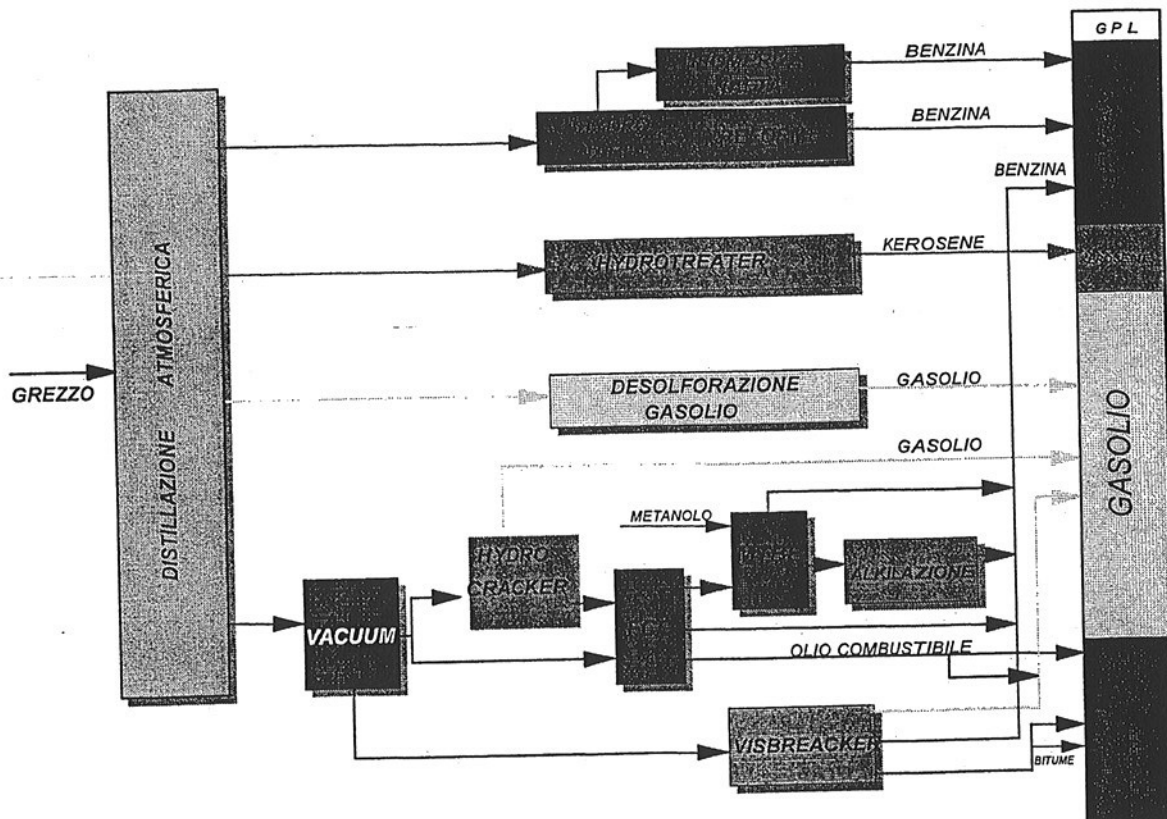 G P L
BENZINA
BENZINA
BENZINA
KEROSENE
HYDROTREATER
GREZZO
DISTILLAZIONE ATMOSFERICA
DESOLFORAZIONE
GASOLIO
GASOLIO
GASOLIO
GASOLIO
METANOLO
HYDRO
CRACKER
ALKILAZIONE
VACUUM
OLIO COMBUSTIBILE
VISBREACKER
BITUME